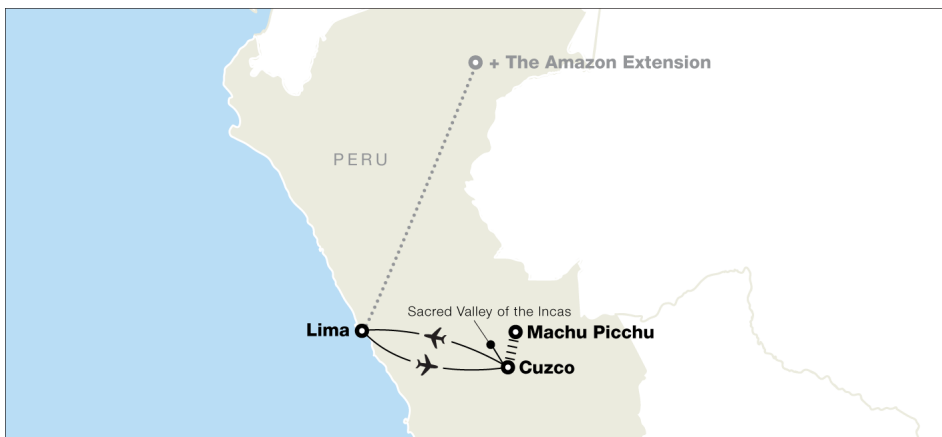 + The Amazon Extension
PERU
Sacred Valley of the Incas
Lima
Machu Picchu
Cuzco